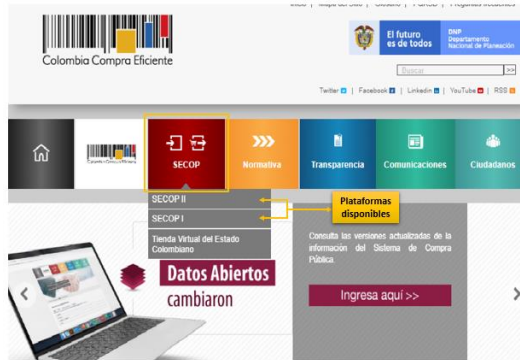 Inicio | Mapa del Sitio | Glosario | PQRSD | Preguntas frecuentes
Colombia Compra Eficiente
El futuro
es de todos
DNP
Departamento
Nacional de Planeación
Buscar
>>
Twitter | Facebook | Linkedin | YouTube | RSS
Colombia Compra Eficiente
SECOP
Normativa
Transparencia
Comunicaciones
Ciudadanos
SECOP II
SECOP I
Tienda Virtual del Estado
Colombiano
Plataformas
disponibles
Datos Abiertos
cambiaron
Consulta las versiones actualizadas de la
información del Sistema de Compra
Pública.
Ingresa aquí >>